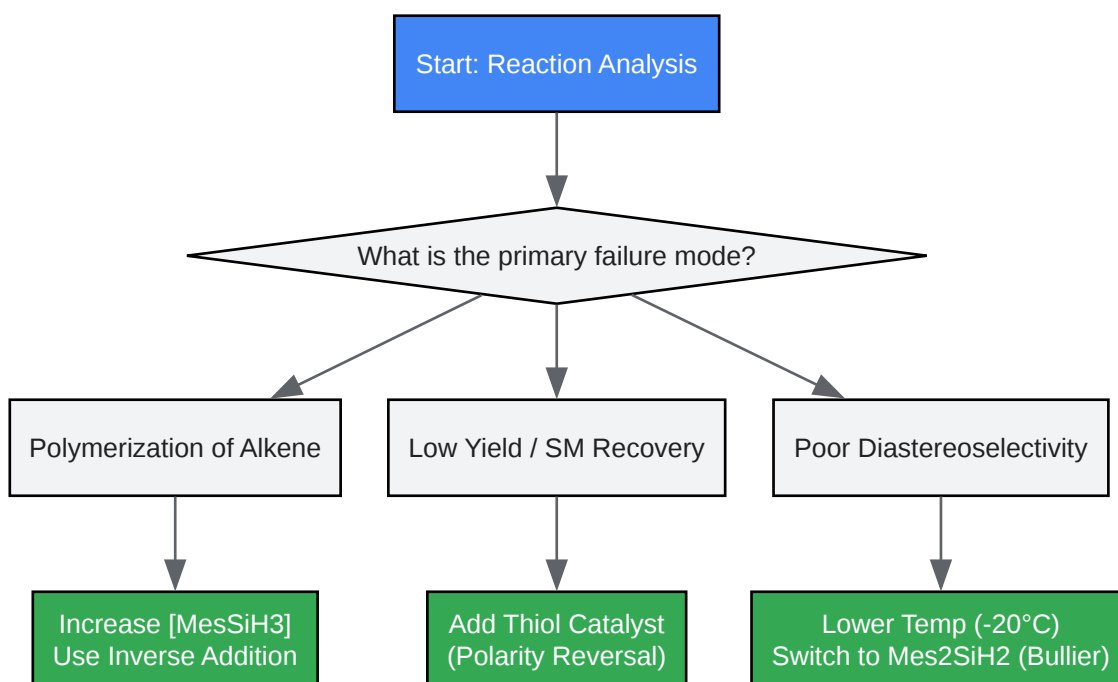 Start: Reaction Analysis
What is the primary failure mode?
Polymerization of Alkene
Low Yield / SM Recovery
Poor Diastereoselectivity
Increase [MesSiH3]
Use Inverse Addition
Add Thiol Catalyst
(Polarity Reversal)
Lower Temp (-20°C)
Switch to Mes2SiH2 (Bullier)